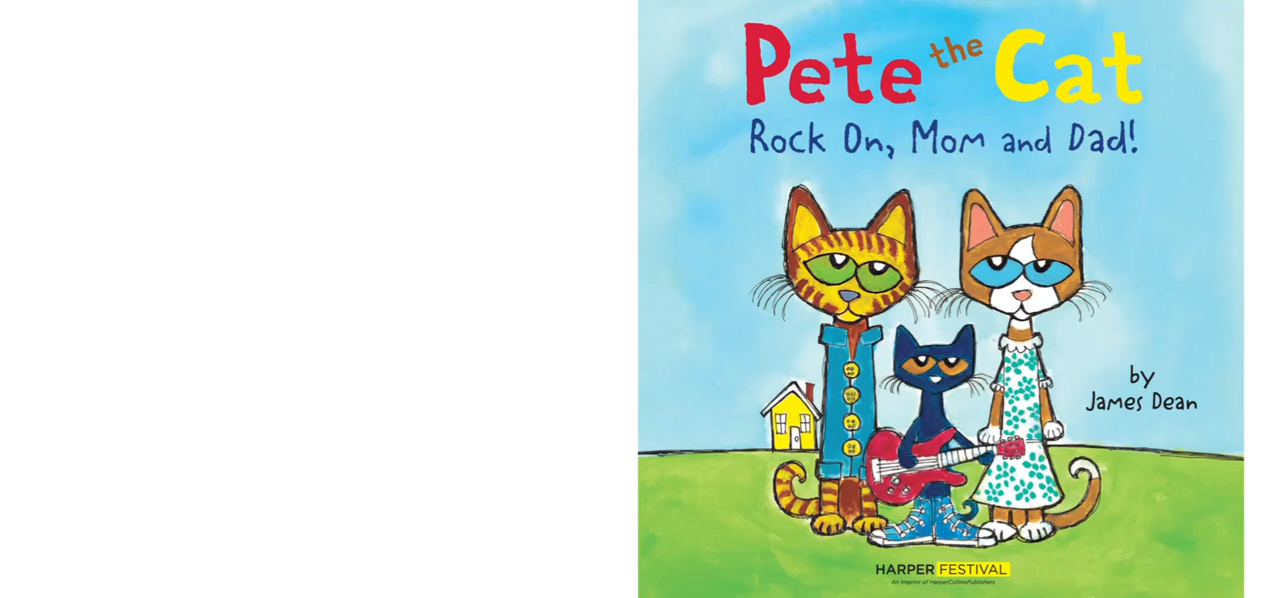 Pete the Cat
Rock On, Mom and Dad!
by
James Dean
HARPER FESTIVAL
An Imprint of HarperCollinsPublishers